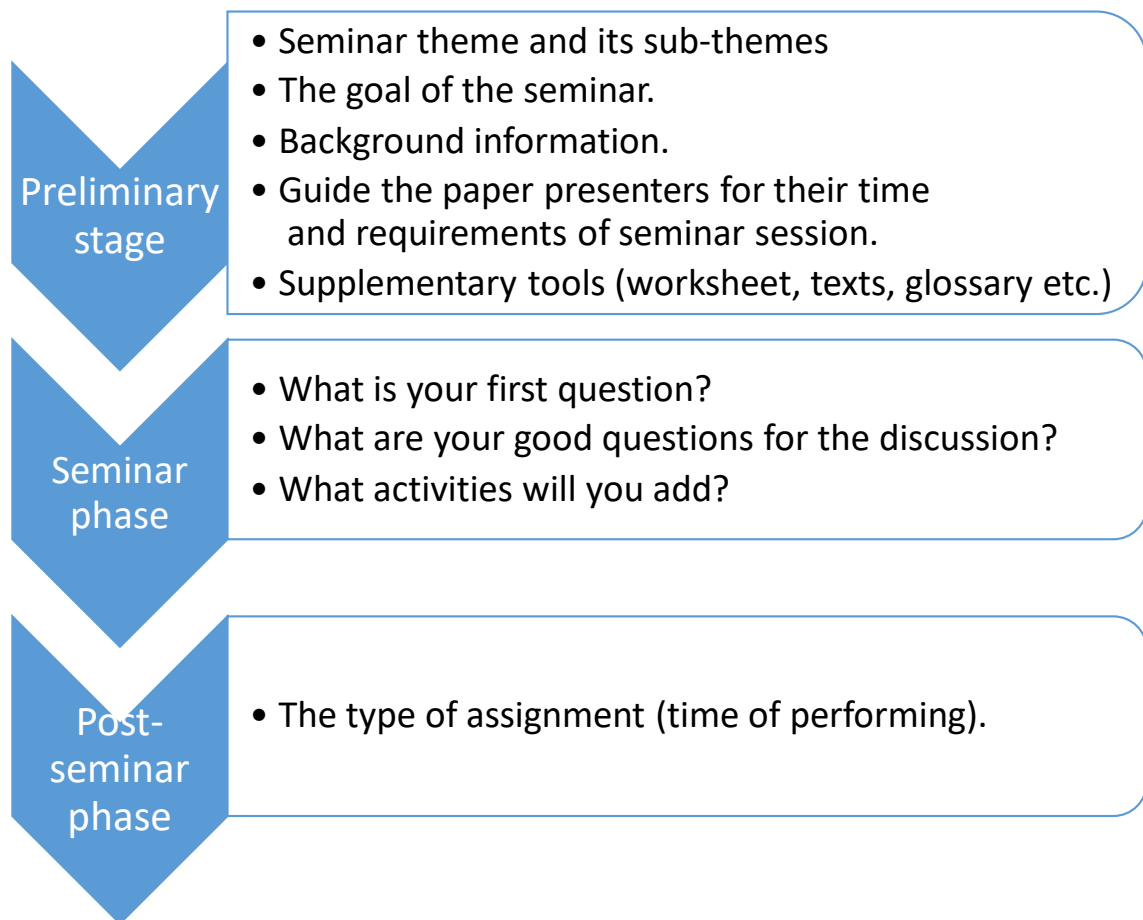 Preliminary
stage
• Seminar theme and its sub-themes
• The goal of the seminar.
• Background information.
• Guide the paper presenters for their time
and requirements of seminar session.
• Supplementary tools (worksheet, texts, glossary etc.)
Seminar
phase
• What is your first question?
• What are your good questions for the discussion?
• What activities will you add?
Post-
seminar
phase
• The type of assignment (time of performing).